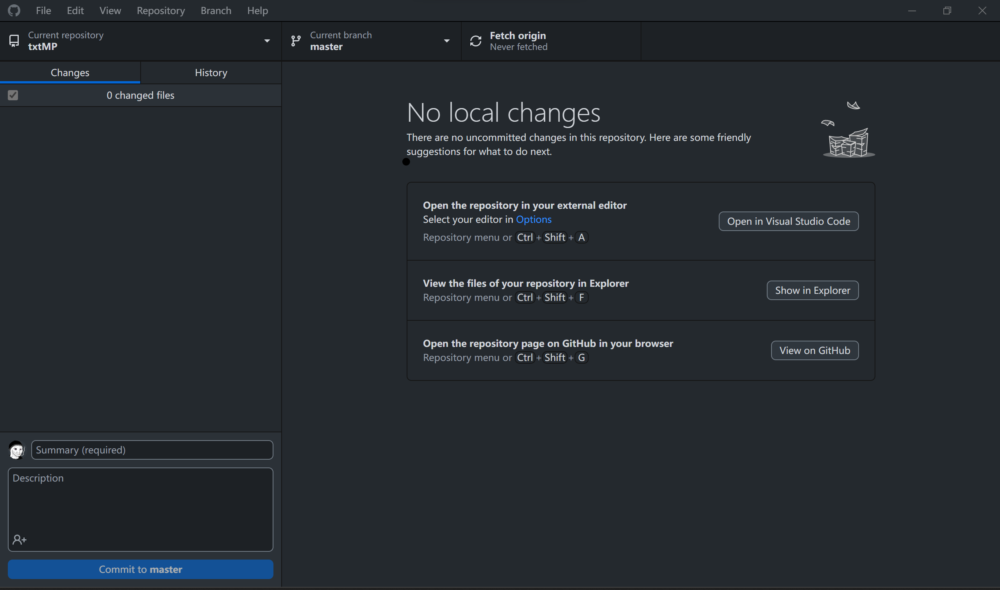 File Edit View Repository Branch Help
Current repository
txtMP
Current branch
master
Fetch origin
Never fetched
Changes
History
0 changed files
No local changes
There are no uncommitted changes in this repository. Here are some friendly
suggestions for what to do next.
Open the repository in your external editor
Select your editor in Options
Repository menu or Ctrl + Shift + A
Open in Visual Studio Code
View the files of your repository in Explorer
Repository menu or Ctrl + Shift + F
Show in Explorer
Open the repository page on GitHub in your browser
Repository menu or Ctrl + Shift + G
View on GitHub
Summary (required)
Description
Commit to master